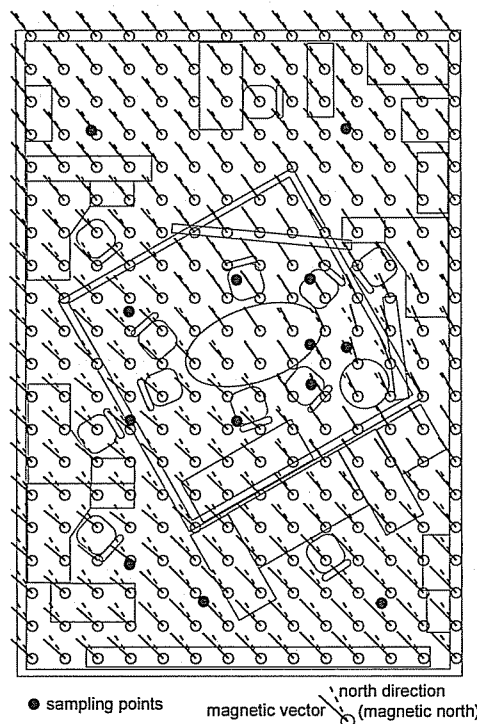 sampling points
north direction
magnetic vector
(magnetic north)